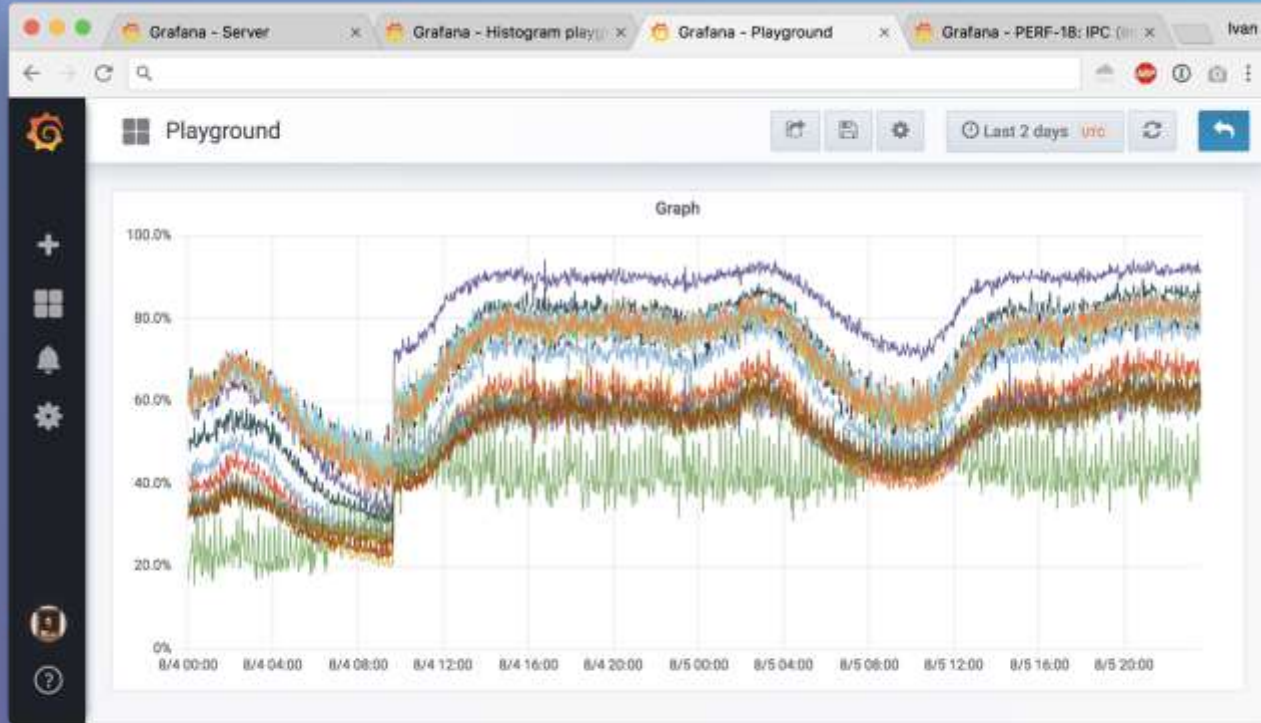 Grafana - Server
Grafana - Histogram playg
Grafana - Playground
Grafana - PERF-18: IPC
Ivan
Playground
Last 2 days UTC
Graph
100.0%
80.0%
60.0%
40.0%
20.0%
0%
8/4 00:00 8/4 04:00 8/4 08:00 8/4 12:00 8/4 16:00 8/4 20:00 8/5 00:00 8/5 04:00 8/5 08:00 8/5 12:00 8/5 16:00 8/5 20:00